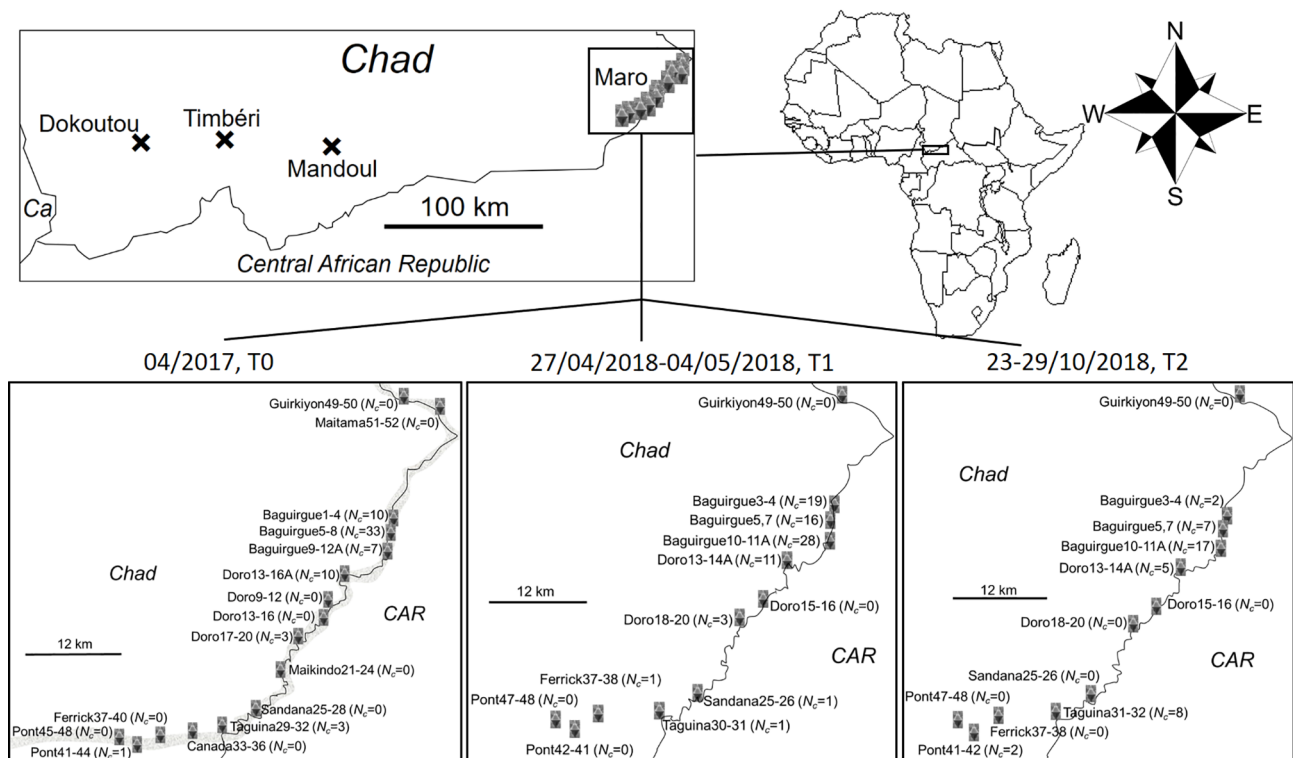 Chad
Maro
Dokoutou
Timbéri
Mandoul
Ca
100 km
Central African Republic
N
W
E
S
04/2017, T0
27/04/2018-04/05/2018, T1
23-29/10/2018, T2
Guirkiyon49-50 (Nc=0)
Maitama51-52 (Nc=0)
Baguirgue1-4 (Nc=10)
Baguirgue5-8 (Nc=33)
Baguirgue9-12A (Nc=7)
Doro13-16A (Nc=10)
Chad
Doro9-12 (Nc=0)
CAR
Doro13-16 (Nc=0)
Doro17-20 (Nc=3)
12 km
Maikindo21-24 (Nc=0)
Sandana25-28 (Nc=0)
Ferrick37-40 (Nc=0)
Taguina29-32 (Nc=3)
Pont45-48 (Nc=0)
Canada33-36 (Nc=0)
Pont41-44 (Nc=1)
Guirkiyon49-50 (Nc=0)
Chad
Baguirgue3-4 (Nc=19)
Baguirgue5,7 (Nc=16)
Baguirgue10-11A (Nc=28)
Doro13-14A (Nc=11)
12 km
Doro15-16 (Nc=0)
Doro18-20 (Nc=3)
CAR
Ferrick37-38 (Nc=1)
Pont47-48 (Nc=0)
Sandana25-26 (Nc=1)
Taguina30-31 (Nc=1)
Pont42-41 (Nc=0)
Guirkiyon49-50 (Nc=0)
Chad
Baguirgue3-4 (Nc=2)
Baguirgue5,7 (Nc=7)
Baguirgue10-11A (Nc=17)
Doro13-14A (Nc=5)
12 km
Doro15-16 (Nc=0)
Doro18-20 (Nc=0)
CAR
Sandana25-26 (Nc=0)
Pont47-48 (Nc=0)
Taguina31-32 (Nc=8)
Ferrick37-38 (Nc=0)
Pont41-42 (Nc=2)